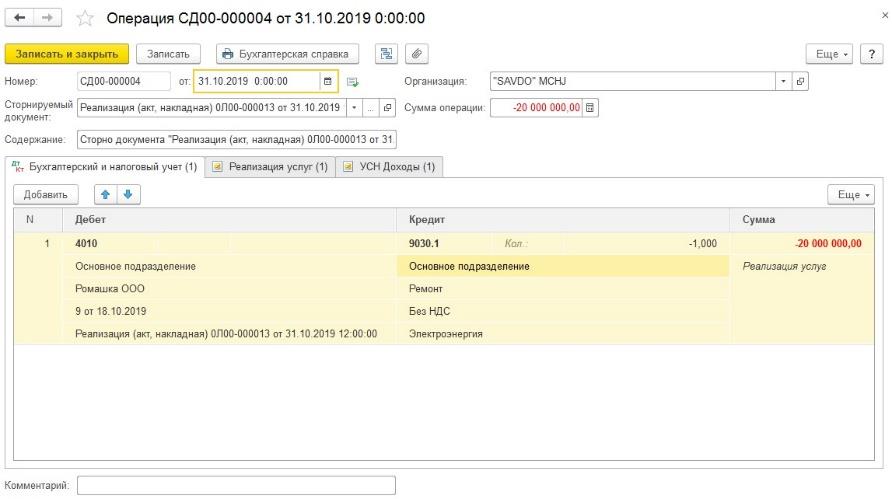 Операция СД00-000004 от 31.10.2019 0:00:00
Записать и закрыть Записать Бухгалтерская справка Еще ?
Номер: СД00-000004 от: 31.10.2019 0:00:00 Организация: "SAVDO" MCHJ
Сторнируемый документ: Реализация (акт, накладная) 0Л00-000013 от 31.10.2019 ... Сумма операции: -20 000 000,00
Содержание: Сторно документа "Реализация (акт, накладная) 0Л00-000013 от 31
Дт Кт Бухгалтерский и налоговый учет (1) Реализация услуг (1) УСН Доходы (1)
Добавить Еще
N Дебет Кредит Сумма
1 4010 9030.1 Кол.: -1,000 -20 000 000,00
Основное подразделение Основное подразделение Реализация услуг
Ромашка ООО Ремонт
9 от 18.10.2019 Без НДС
Реализация (акт, накладная) 0Л00-000013 от 31.10.2019 12:00:00 Электроэнергия
Комментарий: